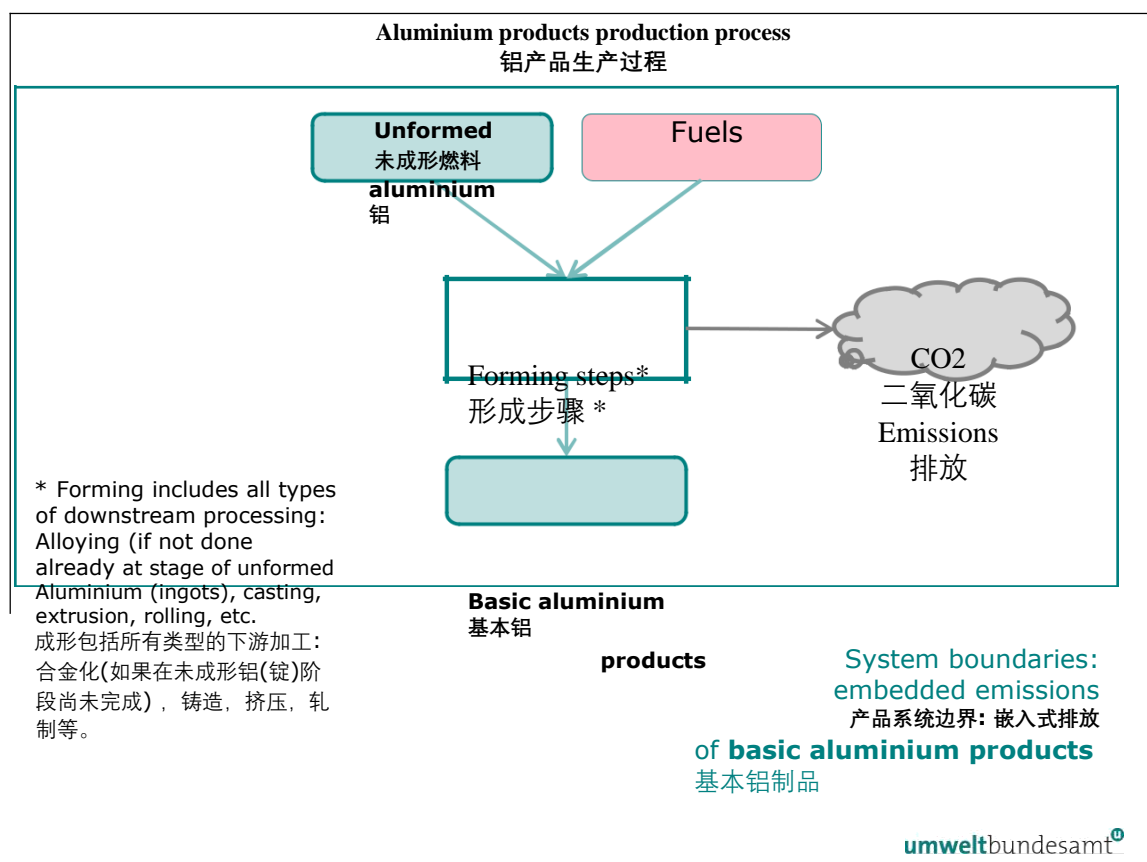 Aluminium products production process
铝产品生产过程
Unformed
未成形燃料
aluminium
铝
Fuels
Forming steps*
形成步骤 *
CO2
二氧化碳
Emissions
排放
* Forming includes all types
of downstream processing:
Alloying (if not done
already at stage of unformed
Aluminium (ingots), casting,
extrusion, rolling, etc.
成形包括所有类型的下游加工:
合金化(如果在未成形铝(锭)阶
段尚未完成) ，铸造，挤压，轧
制等。
Basic aluminium
基本铝
products
System boundaries:
embedded emissions
产品系统边界: 嵌入式排放
of basic aluminium products
基本铝制品
umweltbundesamt